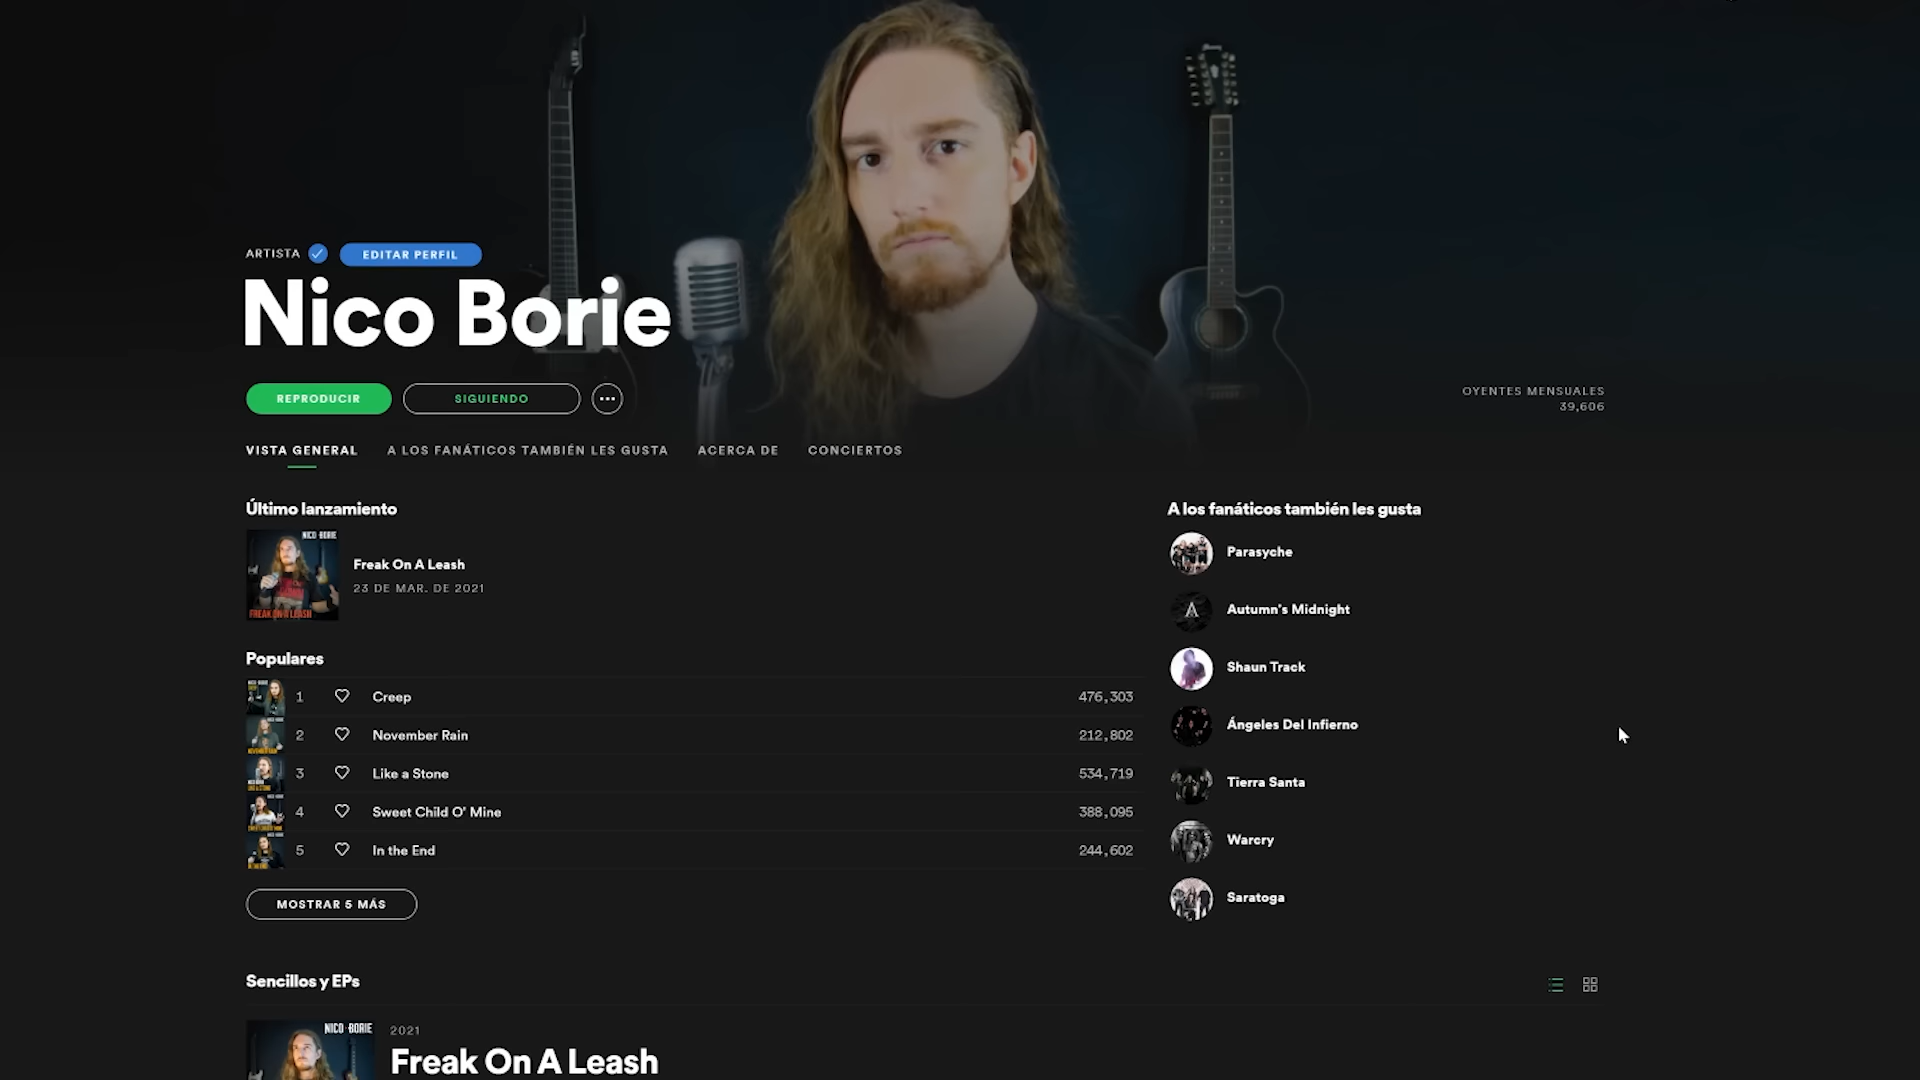 ARTISTA
EDITAR PERFIL
Nico Borie
REPRODUCIR
SIGUIENDO
OYENTES MENSUALES
39,606
VISTA GENERAL
A LOS FANÁTICOS TAMBIÉN LES GUSTA
ACERCA DE
CONCIERTOS
Último lanzamiento
NICO BORIE
FREAK ON A LEASH
Freak On A Leash
23 DE MAR. DE 2021
Populares
1 Creep 476,303
2 November Rain 212,802
3 Like a Stone 534,719
4 Sweet Child O' Mine 388,095
5 In the End 244,602
MOSTRAR 5 MÁS
A los fanáticos también les gusta
Parasyche
Autumn's Midnight
Shaun Track
Ángeles Del Infierno
Tierra Santa
Warcry
Saratoga
Sencillos y EPs
NICO BORIE
2021
Freak On A Leash